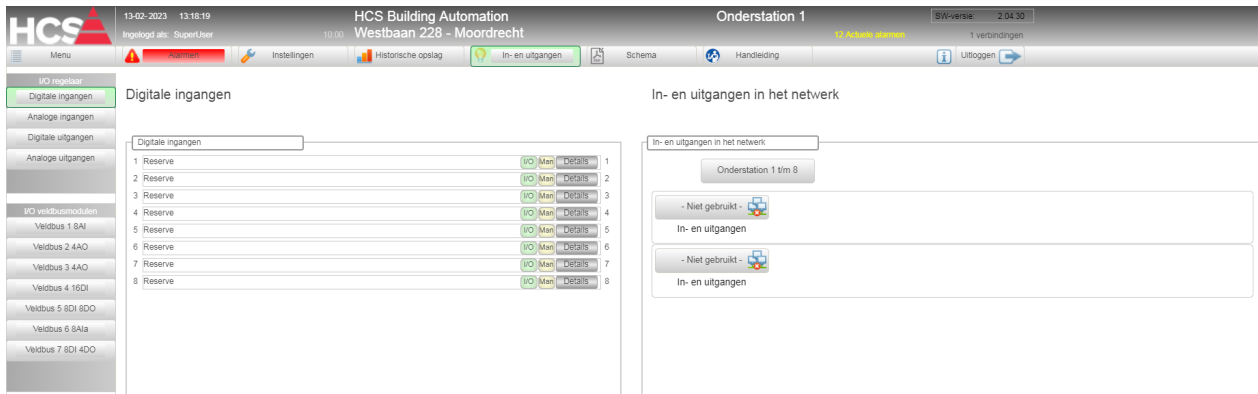 HCS
13-02-2023 13:18:19
HCS Building Automation
Onderstation 1
SW-versie: 2.04.30
Ingelogd als: SuperUser
10:00
Westbaan 228 - Moordrecht
12 Actuele alarmen
1 verbindingen
Menu
Alarmen
Instellingen
Historische opslag
In- en uitgangen
Schema
Handleiding
Uitloggen
I/O regelaar
Digitale ingangen
Analoge ingangen
Digitale uitgangen
Analoge uitgangen
I/O veldbusmodulen
Veldbus 1 8AI
Veldbus 2 4AO
Veldbus 3 4AO
Veldbus 4 16DI
Veldbus 5 8DI 8DO
Veldbus 6 8AIa
Veldbus 7 8DI 4DO
Digitale ingangen
Digitale ingangen
1 Reserve I/O Man Details 1
2 Reserve I/O Man Details 2
3 Reserve I/O Man Details 3
4 Reserve I/O Man Details 4
5 Reserve I/O Man Details 5
6 Reserve I/O Man Details 6
7 Reserve I/O Man Details 7
8 Reserve I/O Man Details 8
In- en uitgangen in het netwerk
In- en uitgangen in het netwerk
Onderstation 1 t/m 8
- Niet gebruikt -
In- en uitgangen
- Niet gebruikt -
In- en uitgangen